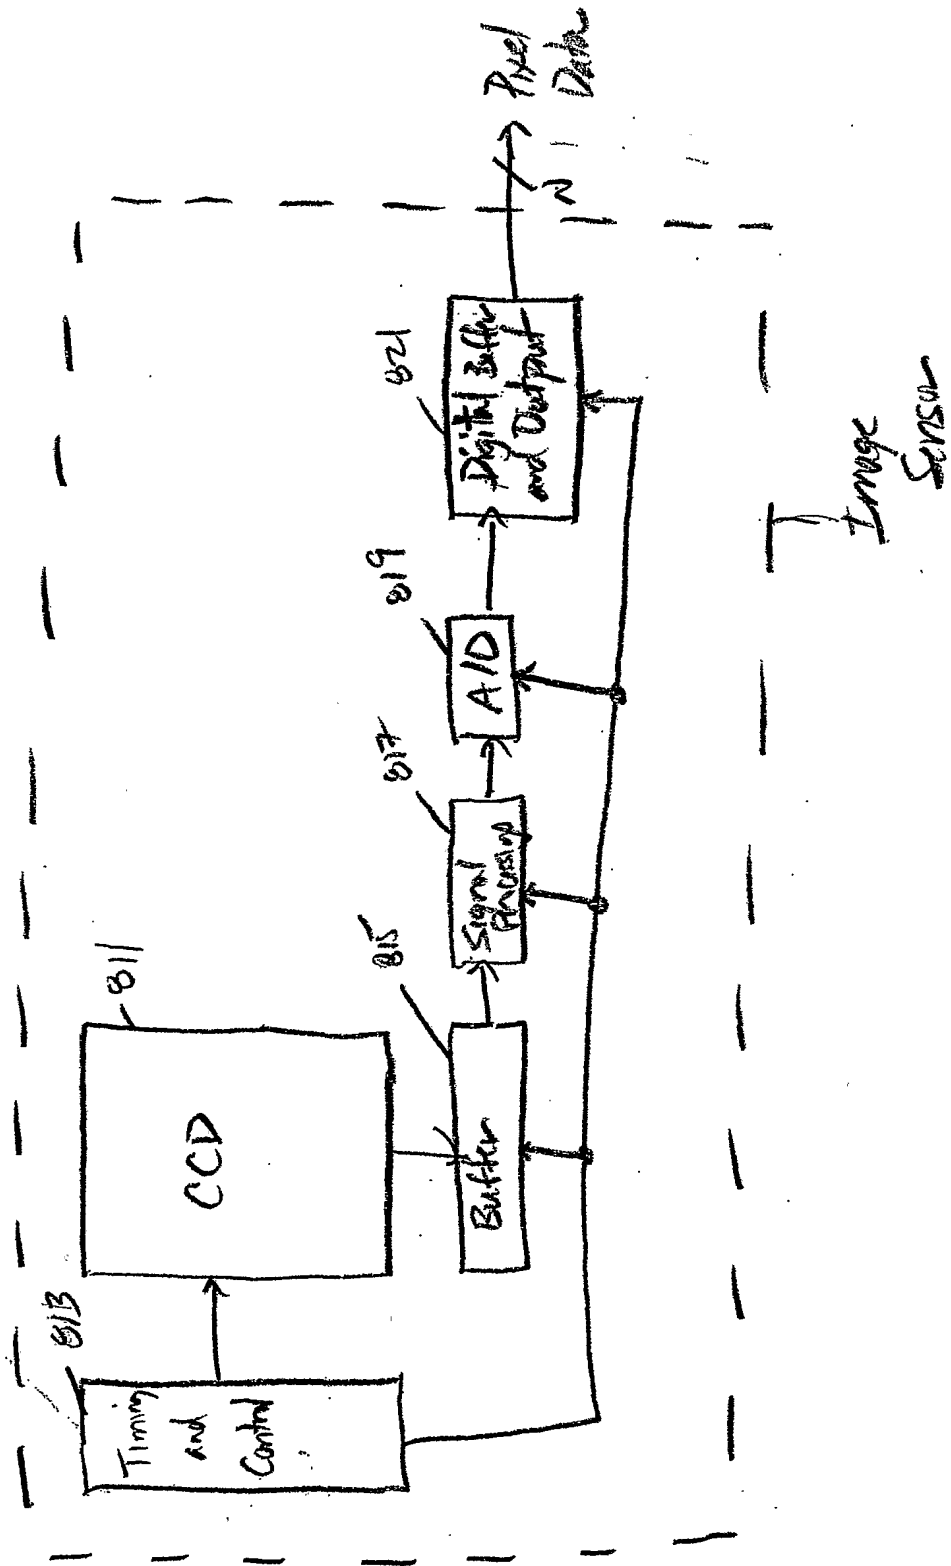 813
Timing
and
Control
811
CCD
815
Buffer
817
Signal
Processing
819
A/D
821
Digital Buffer
and Output
N
Pixel
Data
Image
Sensor